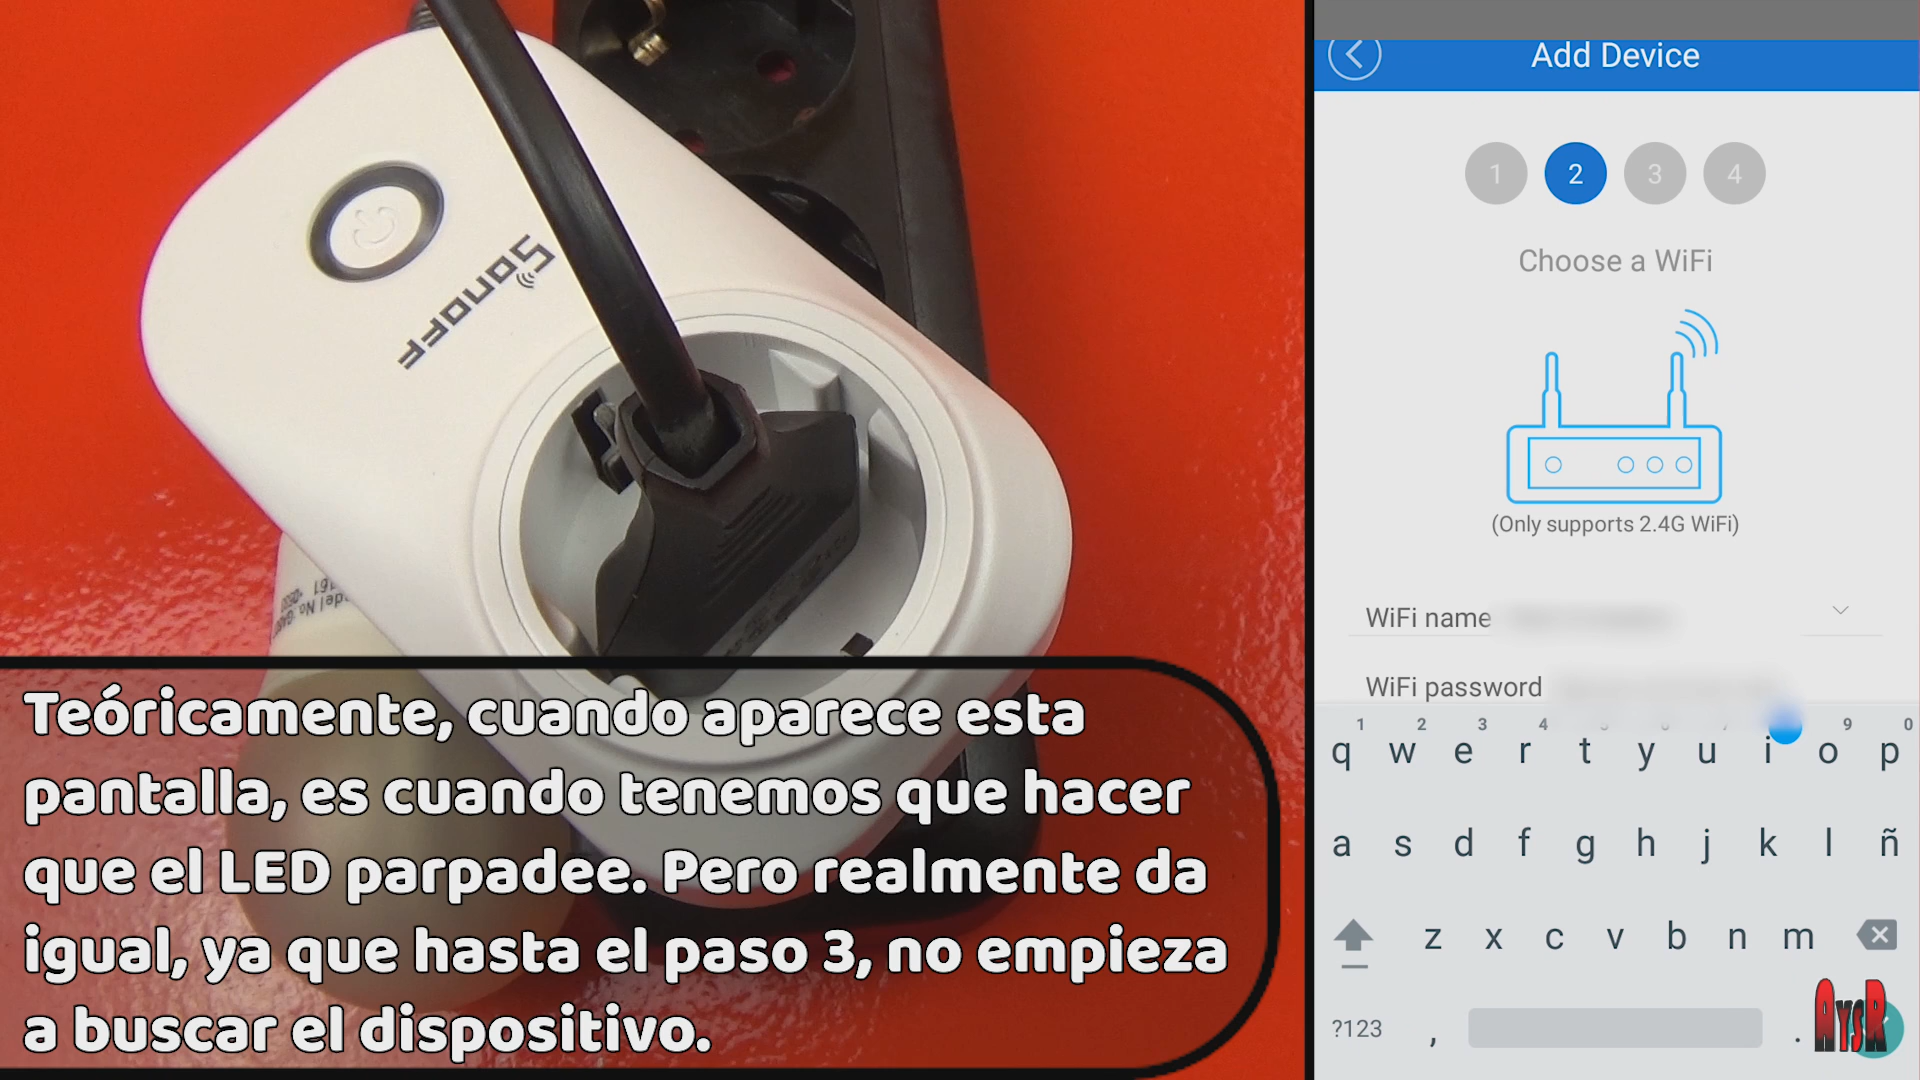 SonoFF
Add Device
1 2 3 4
Choose a WiFi
(Only supports 2.4G WiFi)
WiFi name
WiFi password
1 2 3 4 9 0
q w e r t y u i o p
a s d f g h j k l ñ
z x c v b n m
?123 , .
AYSR
Teóricamente, cuando aparece esta
pantalla, es cuando tenemos que hacer
que el LED parpadee. Pero realmente da
igual, ya que hasta el paso 3, no empieza
a buscar el dispositivo.